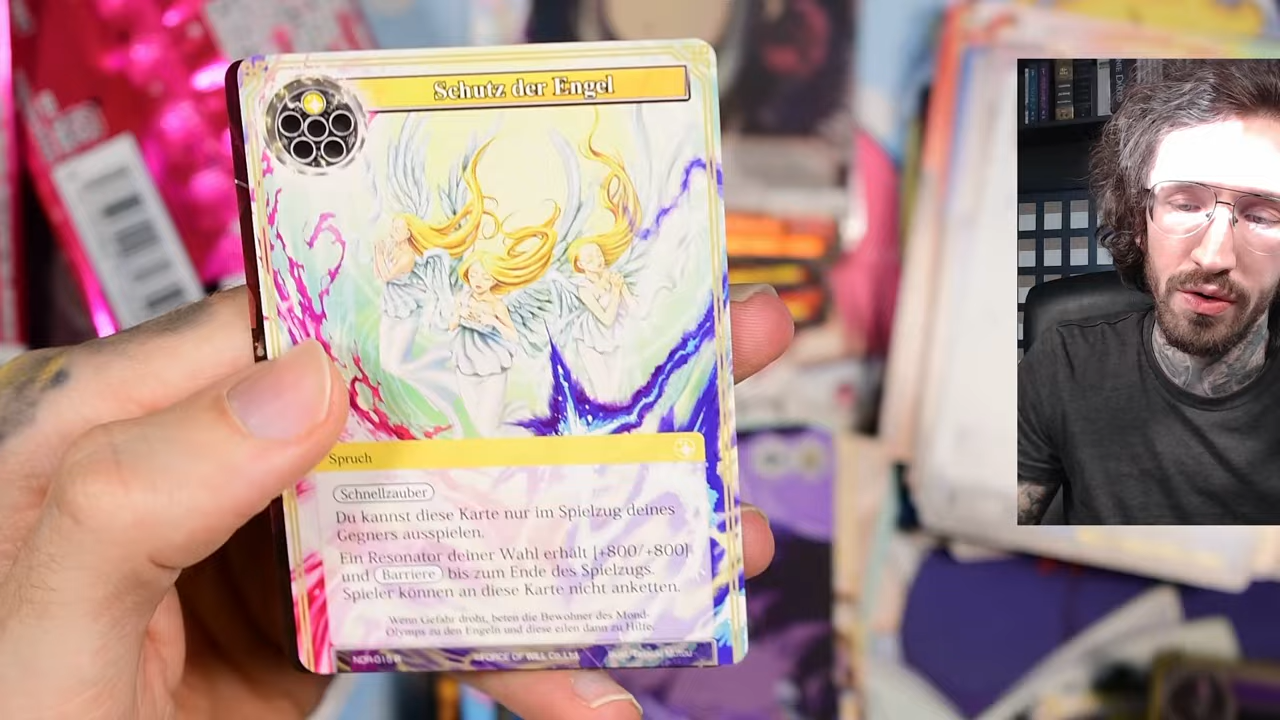 Schutz der Engel
Spruch
Schnellzauber
Du kannst diese Karte nur im Spielzug deines
Gegners ausspielen.
Ein Resonator deiner Wahl erhält [+800/+800]
und Barriere bis zum Ende des Spielzugs.
Spieler können an diese Karte nicht anketten.
Wenn Gefahr droht, beten die Bewohner des Mond-
Olymps zu den Engeln und diese eilen dann zu Hilfe.
©FORCE OF WILL Co.,Ltd.